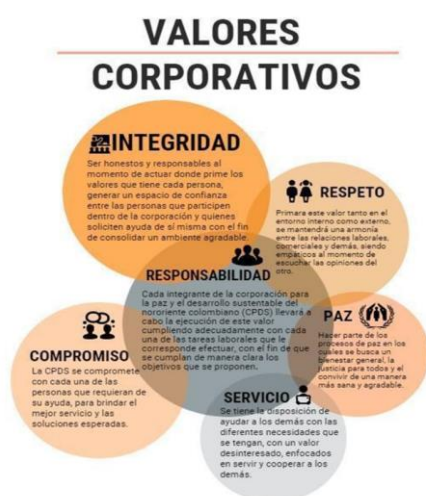 VALORES
CORPORATIVOS
INTEGRIDAD
Ser honestos y responsables al
momento de actuar donde prime los
valores que tiene cada persona,
generar un espacio de confianza
entre las personas que participen
dentro de la corporación y quienes
soliciten ayuda de sí misma con el fin
de consolidar un ambiente agradable.
RESPETO
Primara este valor tanto en el
entorno interno como externo,
se mantendrá una armonía
entre las relaciones laborales,
comerciales y demás, siendo
empáticos al momento de
escuchar las opiniones del
otro.
RESPONSABILIDAD
Cada integrante de la corporación para
la paz y el desarrollo sustentable del
nororiente colombiano (CPDS) llevará a
cabo la ejecución de este valor
cumpliendo adecuadamente con cada
una de las tareas laborales que le
corresponde efectuar, con el fin de que
se cumplan de manera clara los
objetivos que se proponen.
PAZ
Hacer parte de los
procesos de paz en los
cuales se busca un
bienestar general, la
justicia para todos y el
convivir de una manera
más sana y agradable.
COMPROMISO
La CPDS se compromete
con cada una de las
personas que requieran de
su ayuda, para brindar el
mejor servicio y las
soluciones esperadas.
SERVICIO
Se tiene la disposición de
ayudar a los demás con las
diferentes necesidades que
se tengan, con un valor
desinteresado, enfocados
en servir y cooperar a los
demás.